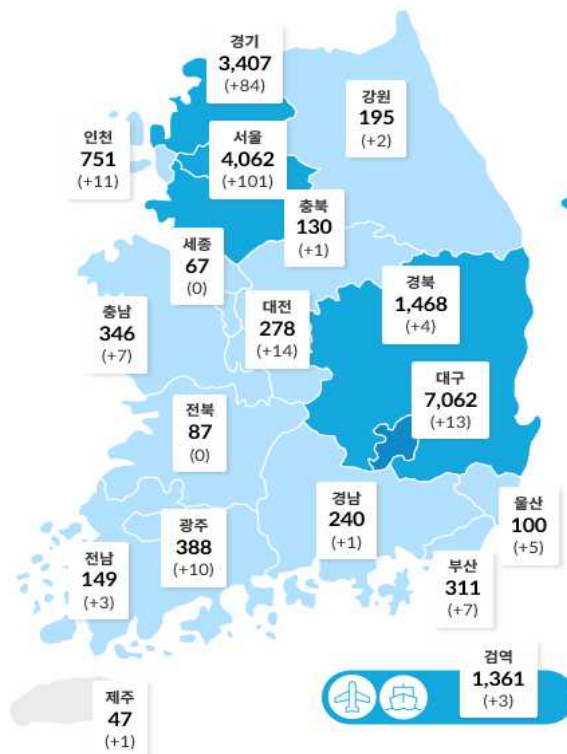 경기
3,407
(+84)
강원
195
(+2)
인천
751
(+11)
서울
4,062
(+101)
충북
130
(+1)
세종
67
(0)
경북
1,468
(+4)
충남
346
(+7)
대전
278
(+14)
대구
7,062
(+13)
전북
87
(0)
경남
240
(+1)
울산
100
(+5)
광주
388
(+10)
전남
149
(+3)
부산
311
(+7)
검역
1,361
(+3)
제주
47
(+1)